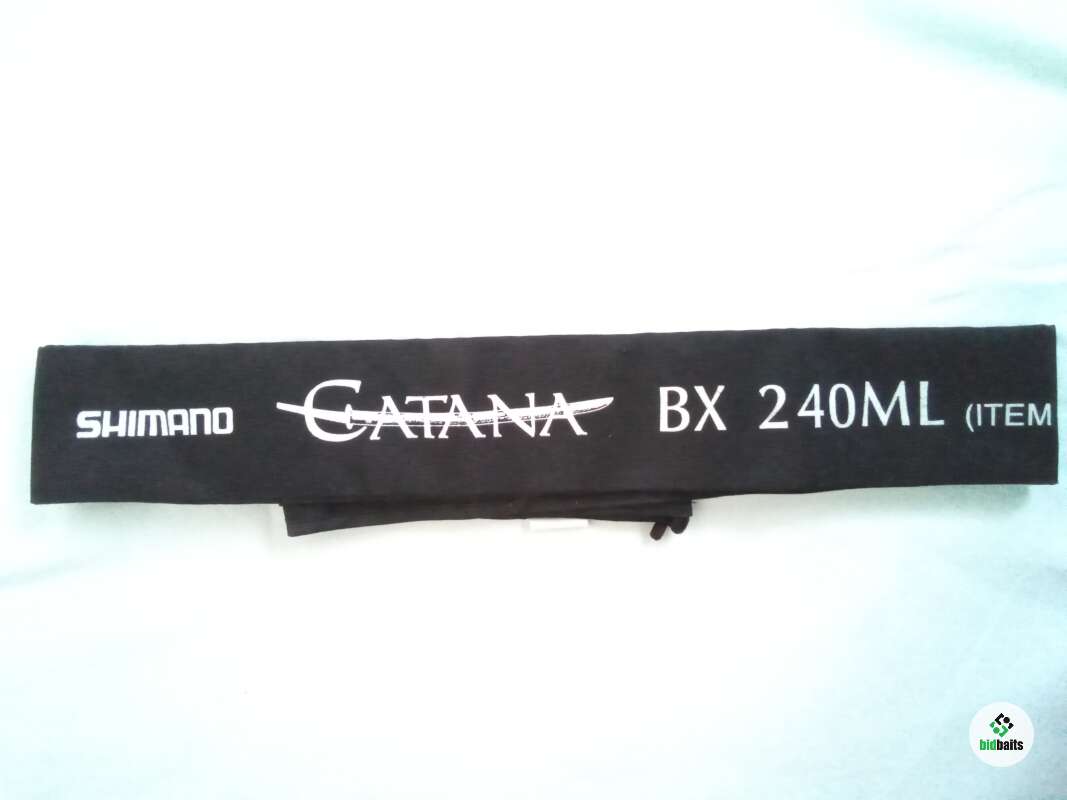 SHIMANO CATANA BX 240ML (ITEM
bidbaits